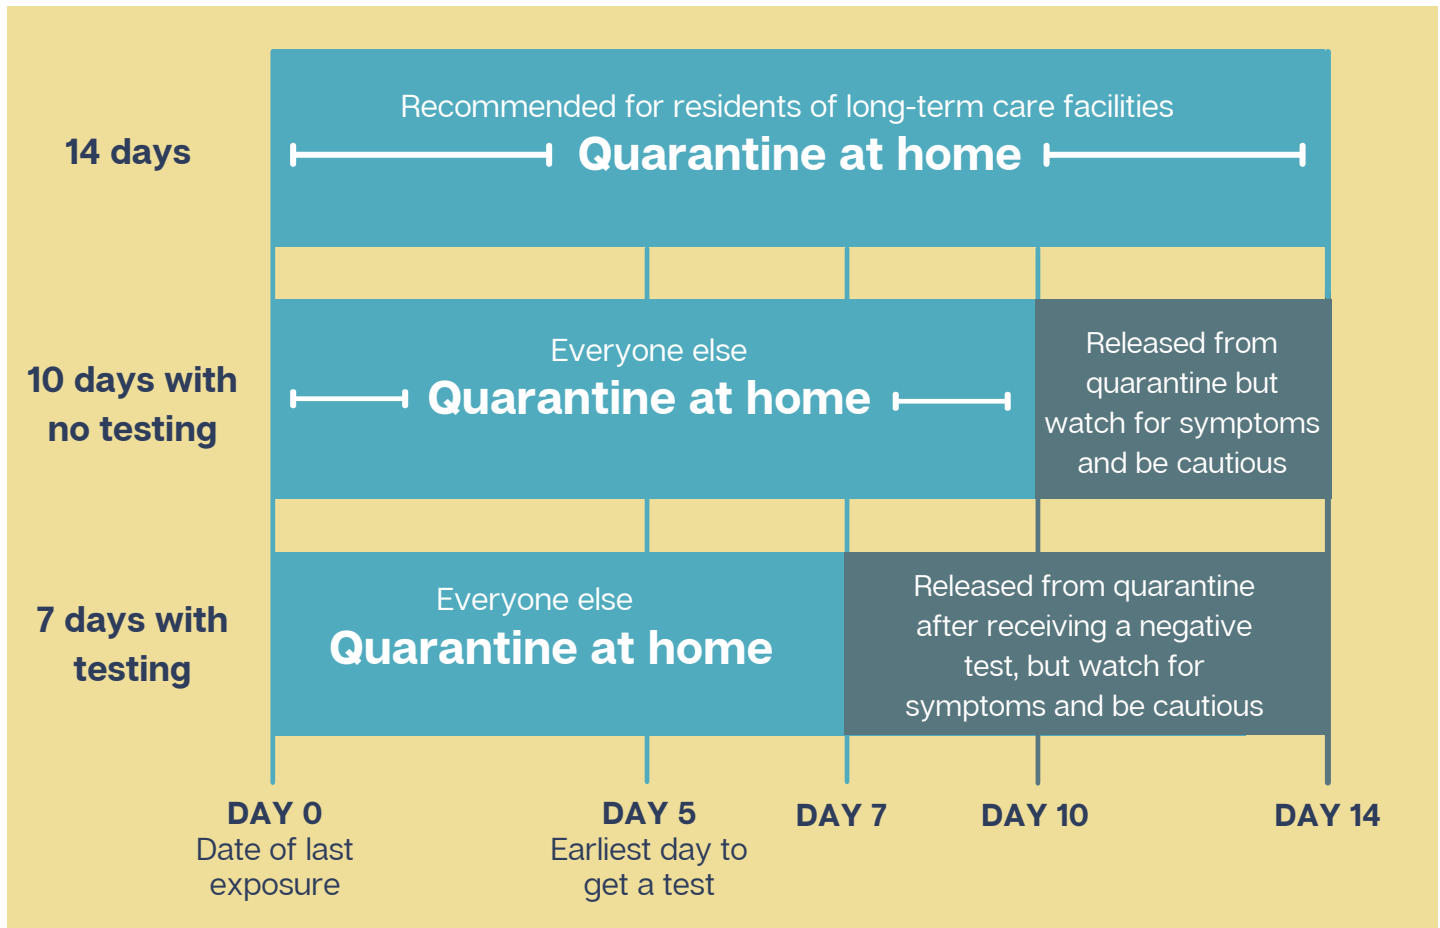 14 days
Recommended for residents of long-term care facilities
Quarantine at home
10 days with
no testing
Everyone else
Quarantine at home
Released from
quarantine but
watch for symptoms
and be cautious
7 days with
testing
Everyone else
Quarantine at home
Released from quarantine
after receiving a negative
test, but watch for
symptoms and be cautious
DAY 0
Date of last
exposure
DAY 5
Earliest day to
get a test
DAY 7
DAY 10
DAY 14